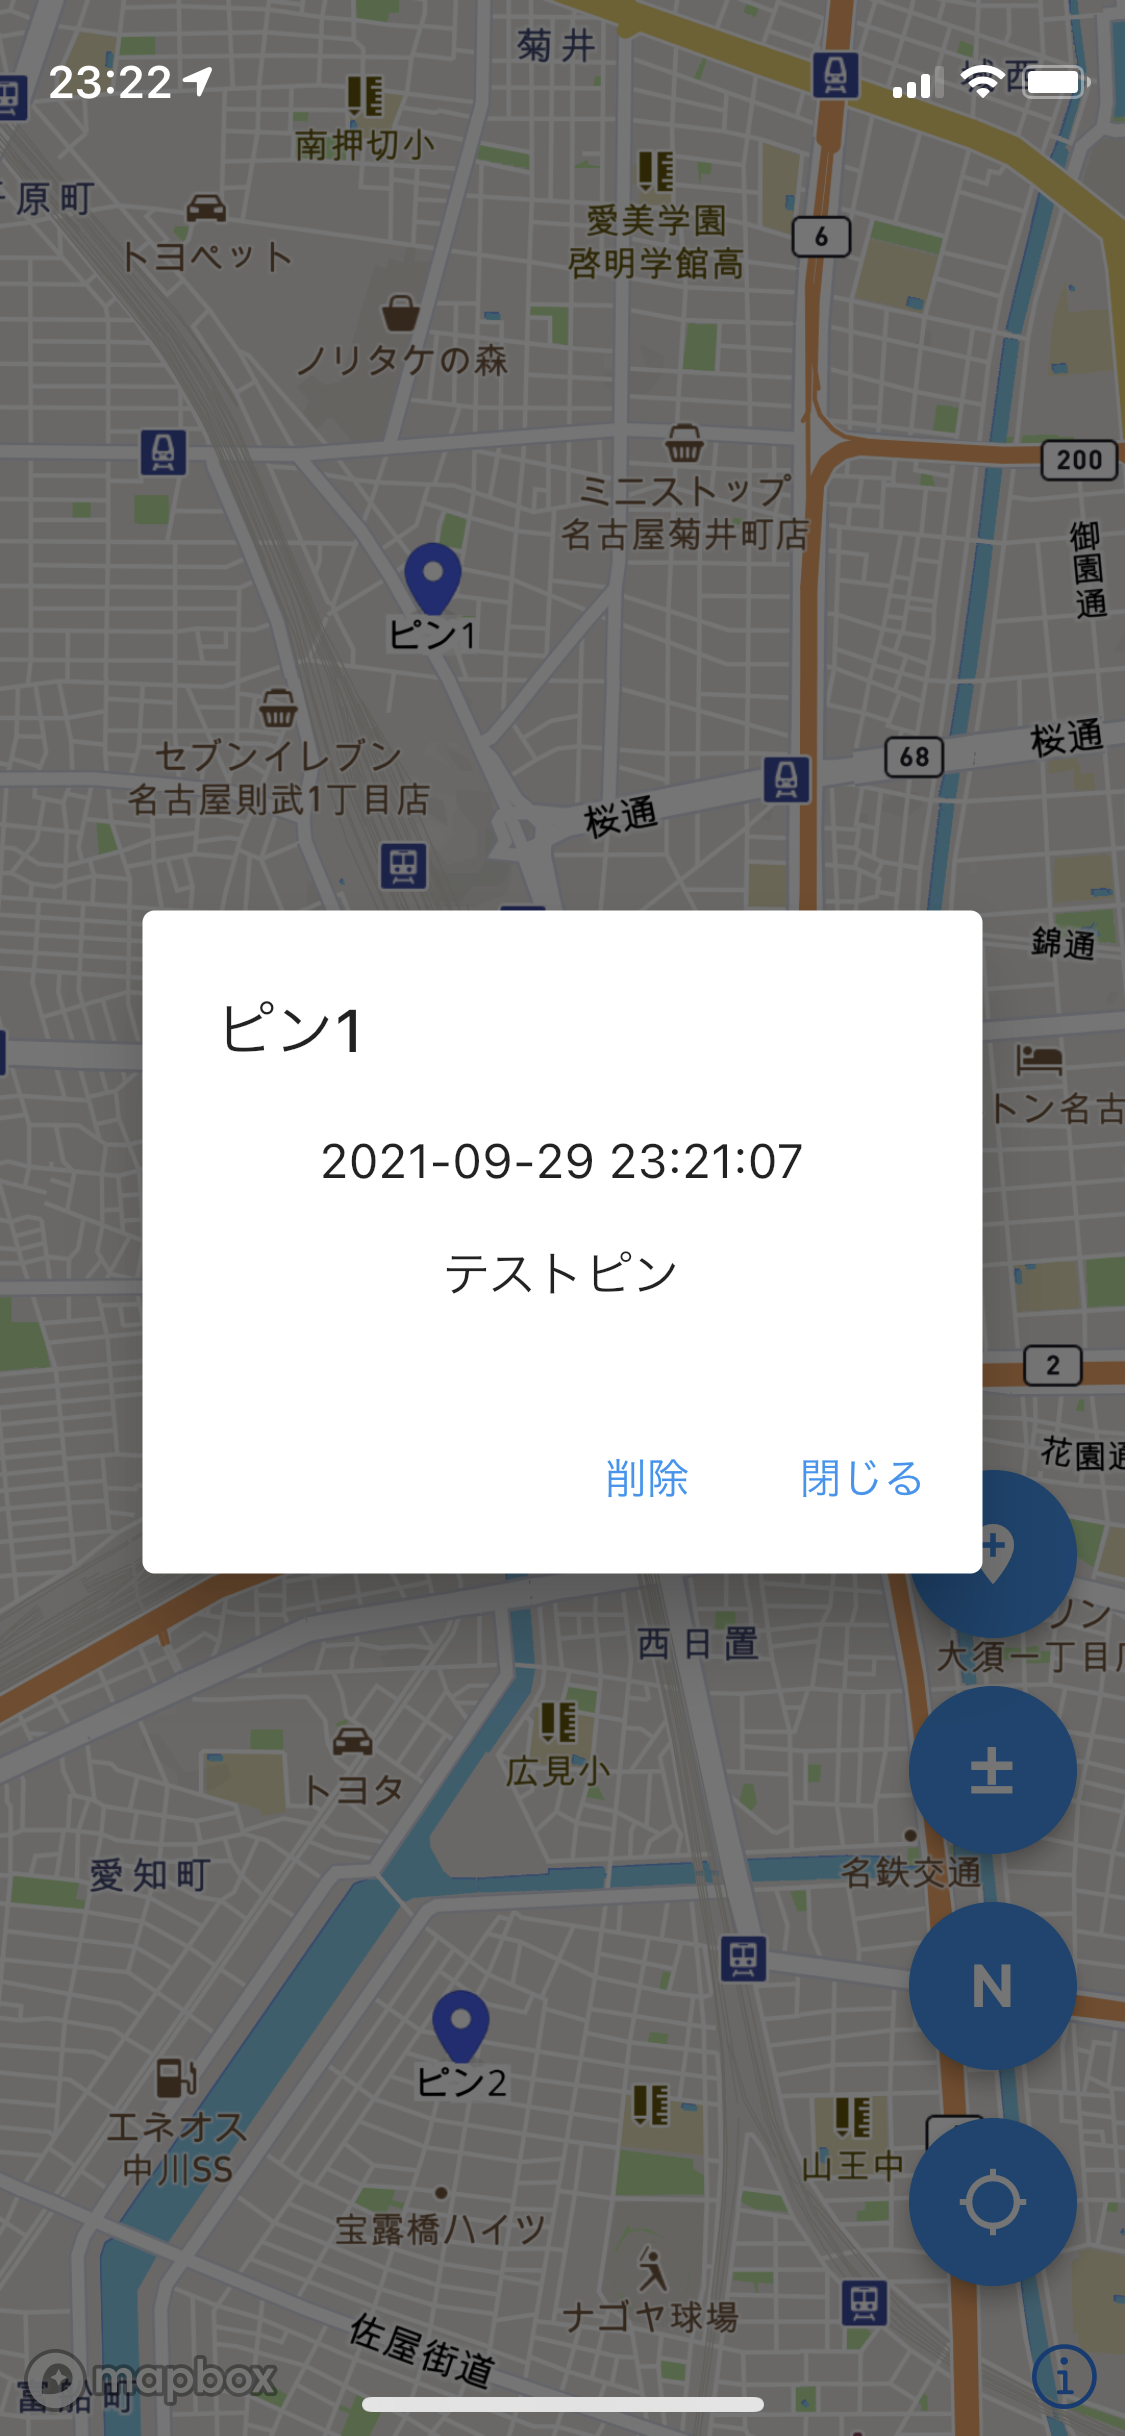 23:22
菊井
南押切小
原町
トヨペット
愛美学園
啓明学館高
6
ノリタケの森
200
ミニストップ
名古屋菊井町店
御園通
ピン1
セブンイレブン
名古屋則武1丁目店
68
桜通
桜通
錦通
ピン1
トン名古
2021-09-29 23:21:07
テストピン
2
花園通
削除
閉じる
リン
大須一丁目
西日置
広見小
トヨタ
±
愛知町
名鉄交通
N
ピン2
エネオス
中川SS
山王中
宝露橋ハイツ
ナゴヤ球場
佐屋街道
mapbox
富船町
i